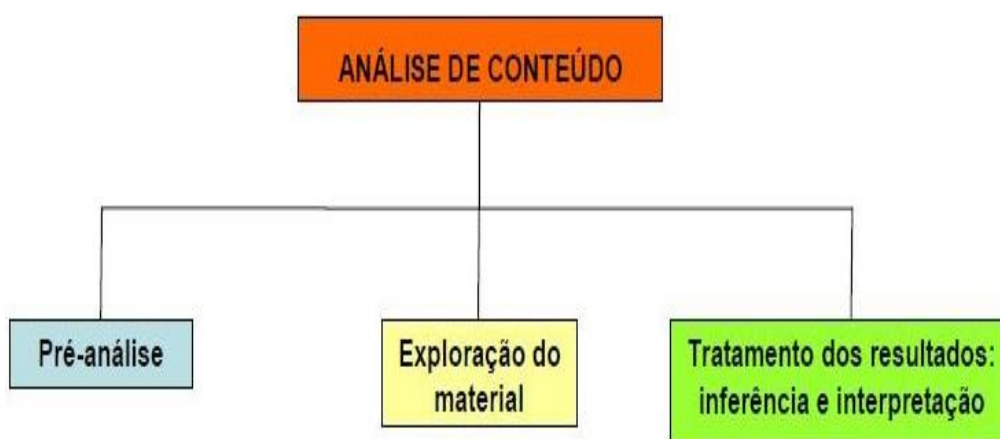 ANÁLISE DE CONTEÚDO
Pré-análise
Exploração do
material
Tratamento dos resultados:
inferência e interpretação